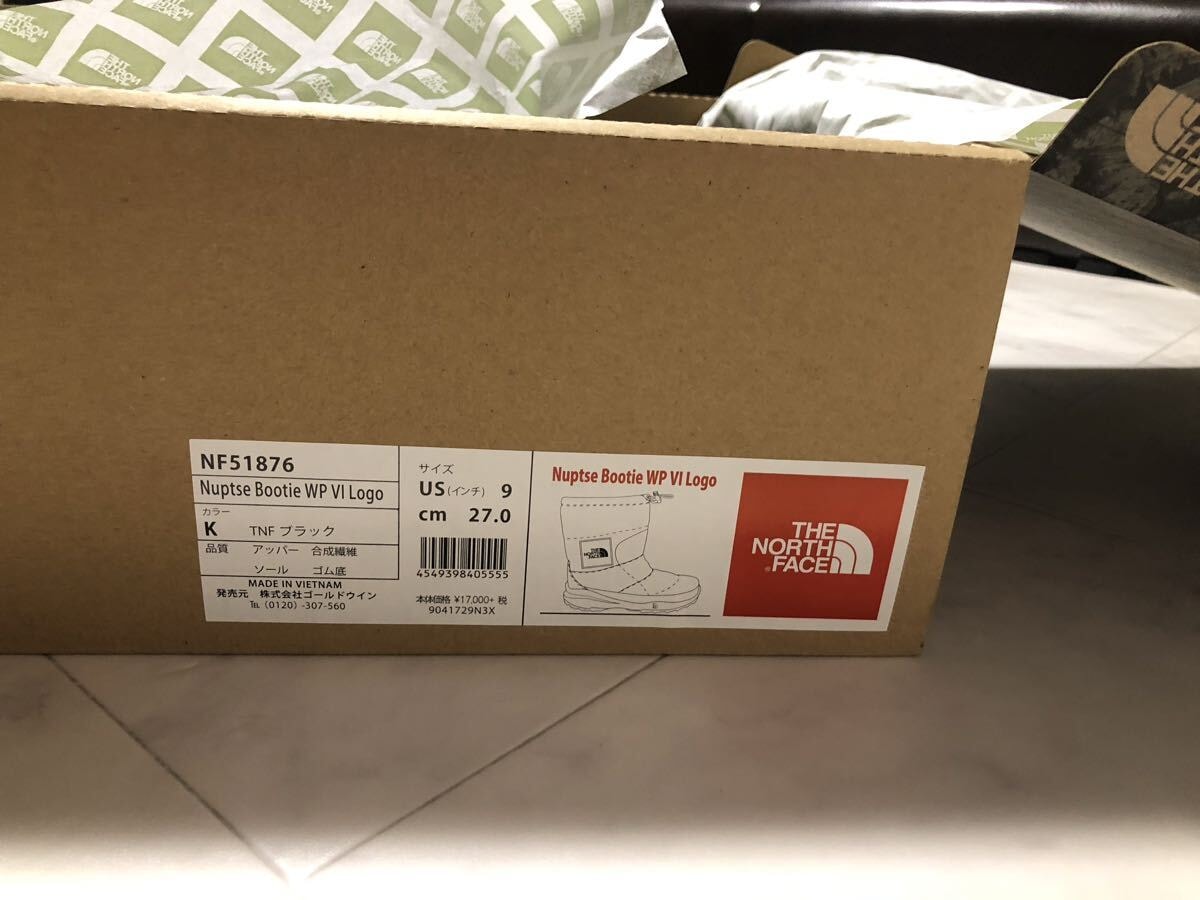 THE
NORTH
FACE
NF51876
Nuptse Bootie WP VI Logo
カラー
K TNF ブラック
品質 アッパー 合成繊維
ソール ゴム底
MADE IN VIETNAM
発売元 株式会社ゴールドウイン
℡ (0120) -307-560
サイズ
US (インチ) 9
cm 27.0
4549398405555
本体価格 ¥17,000+ 税
9041729N3X
Nuptse Bootie WP VI Logo
THE
NORTH
FACE